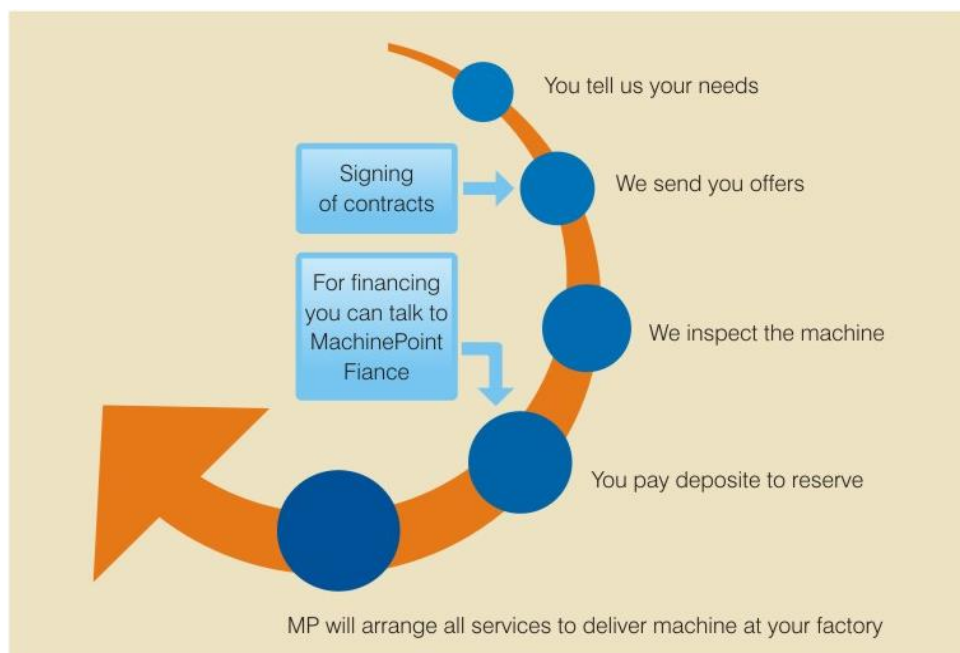 You tell us your needs
Signing
of contracts
We send you offers
For financing
you can talk to
MachinePoint
Fiance
We inspect the machine
You pay deposite to reserve
MP will arrange all services to deliver machine at your factory